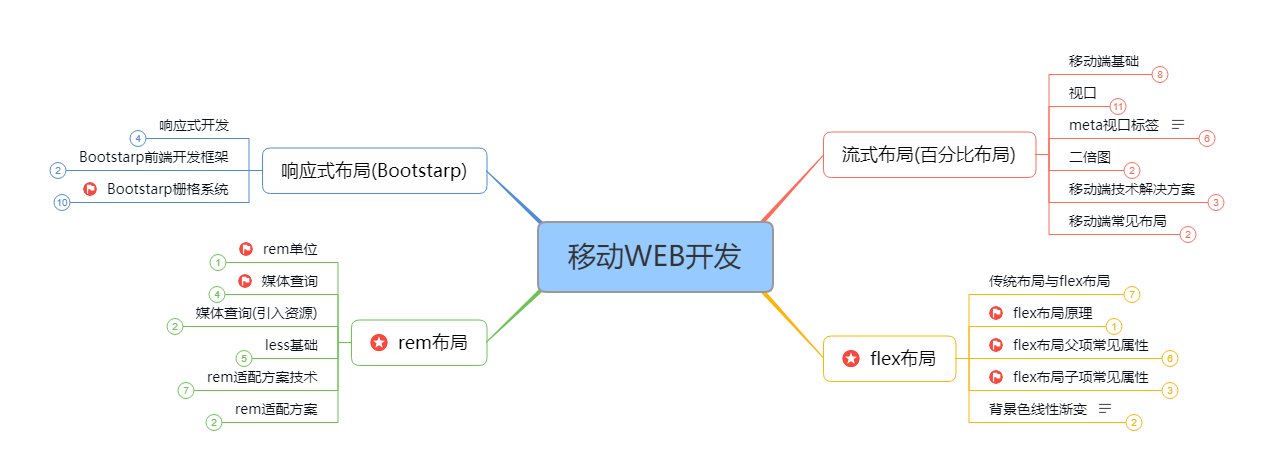 移动WEB开发
流式布局(百分比布局)
移动端基础
8
视口
11
meta视口标签
6
二倍图
2
移动端技术解决方案
3
移动端常见布局
2
flex布局
传统布局与flex布局
7
flex布局原理
1
flex布局父项常见属性
6
flex布局子项常见属性
3
背景色线性渐变
2
rem布局
rem单位
1
媒体查询
4
媒体查询(引入资源)
2
less基础
5
rem适配方案技术
7
rem适配方案
2
响应式布局(Bootstarp)
响应式开发
4
Bootstarp前端开发框架
2
Bootstarp栅格系统
10